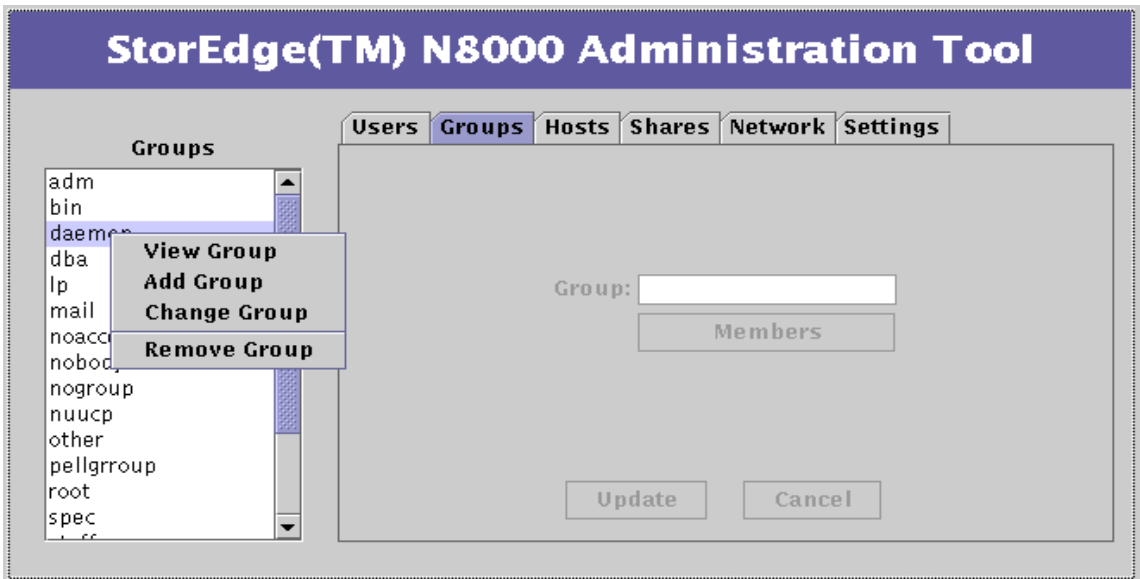 StorEdge(TM) N8000 Administration Tool
Users Groups Hosts Shares Network Settings
Groups
adm
bin
daemon
dba
lp
mail
nogroup
nuucp
other
pellgrroup
root
spec
View Group
Add Group
Change Group
Remove Group
Group:
Members
Update Cancel